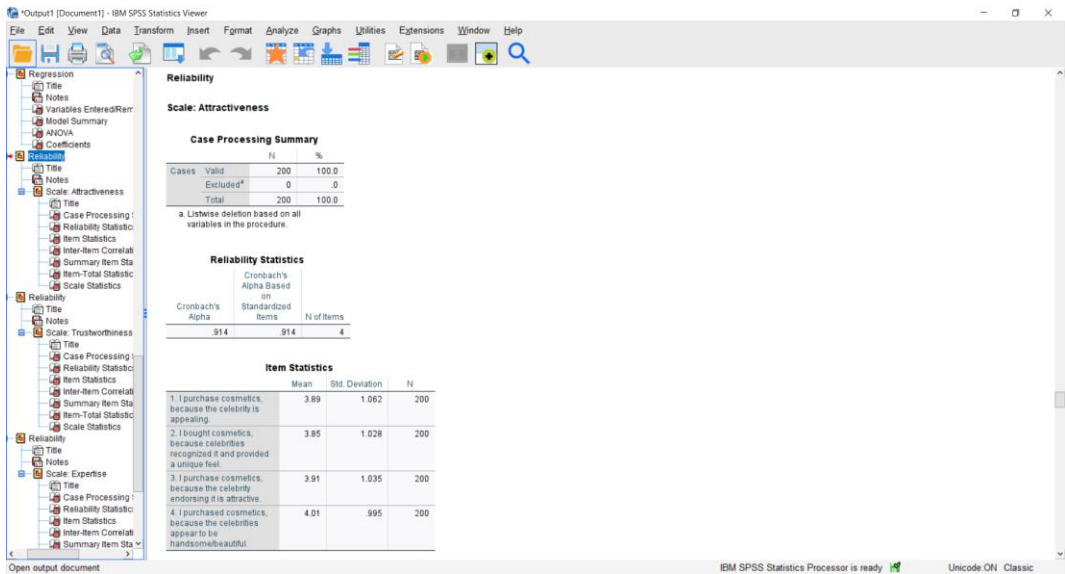 *Output1 [Document1] - IBM SPSS Statistics Viewer
File Edit View Data Transform Insert Format Analyze Graphs Utilities Extensions Window Help
Regression
Title
Notes
Variables Entered/Rem
Model Summary
ANOVA
Coefficients
Reliability
Title
Notes
Scale: Attractiveness
Title
Case Processing S
Reliability Statistic
Item Statistics
Inter-Item Correlati
Summary Item Sta
Item-Total Statistic
Scale Statistics
Reliability
Title
Notes
Scale: Trustworthiness
Title
Case Processing S
Reliability Statistic
Item Statistics
Inter-Item Correlati
Summary Item Sta
Item-Total Statistic
Scale Statistics
Reliability
Title
Notes
Scale: Expertise
Title
Case Processing S
Reliability Statistic
Item Statistics
Inter-Item Correlati
Summary Item Sta
Reliability
Scale: Attractiveness
Case Processing Summary
N %
Cases Valid 200 100.0
Excluded a 0 .0
Total 200 100.0
a. Listwise deletion based on all
variables in the procedure.
Reliability Statistics
Cronbach's
Alpha Based
on
Cronbach's Standardized
Alpha Items N of Items
.914 .914 4
Item Statistics
Mean Std. Deviation N
1. I purchase cosmetics, 3.89 1.062 200
because the celebrity is
appealing.
2. I bought cosmetics, 3.85 1.028 200
because celebrities
recognized it and provided
a unique feel.
3. I purchase cosmetics, 3.91 1.035 200
because the celebrity
endorsing it is attractive.
4. I purchased cosmetics, 4.01 .995 200
because the celebrities
appear to be
handsome/beautiful.
Open output document IBM SPSS Statistics Processor is ready Unicode:ON Classic